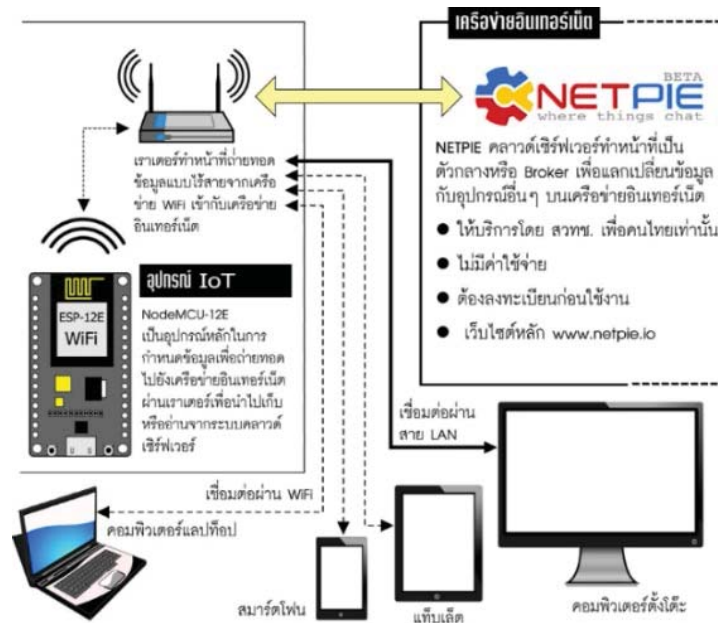 เครือข่ายอินเทอร์เน็ต
BETA
NETPIE
where things chat
NETPIE คลาวด์เซิร์ฟเวอร์ทำหน้าที่เป็น
ตัวกลางหรือ Broker เพื่อแลกเปลี่ยนข้อมูล
กับอุปกรณ์อื่นๆ บนเครือข่ายอินเทอร์เน็ต
● ให้บริการโดย สวทช. เพื่อคนไทยเท่านั้น
● ไม่มีค่าใช้จ่าย
● ต้องลงทะเบียนก่อนใช้งาน
● เว็บไซต์หลัก www.netpie.io
เราเตอร์ทำหน้าที่ถ่ายทอด
ข้อมูลแบบไร้สายจากเครือ
ข่าย WiFi เข้ากับเครือข่าย
อินเทอร์เน็ต
อุปกรณ์ IoT
ESP-12E
WiFi
NodeMCU-12E
เป็นอุปกรณ์หลักในการ
กำหนดข้อมูลเพื่อถ่ายทอด
ไปยังเครือข่ายอินเทอร์เน็ต
ผ่านเราเตอร์เพื่อนำไปเก็บ
หรืออ่านจากระบบคลาวด์
เซิร์ฟเวอร์
เชื่อมต่อผ่าน
สาย LAN
เชื่อมต่อผ่าน WiFi
คอมพิวเตอร์แลปท็อป
สมาร์ตโฟน
แท็บเล็ต
คอมพิวเตอร์ตั้งโต๊ะ